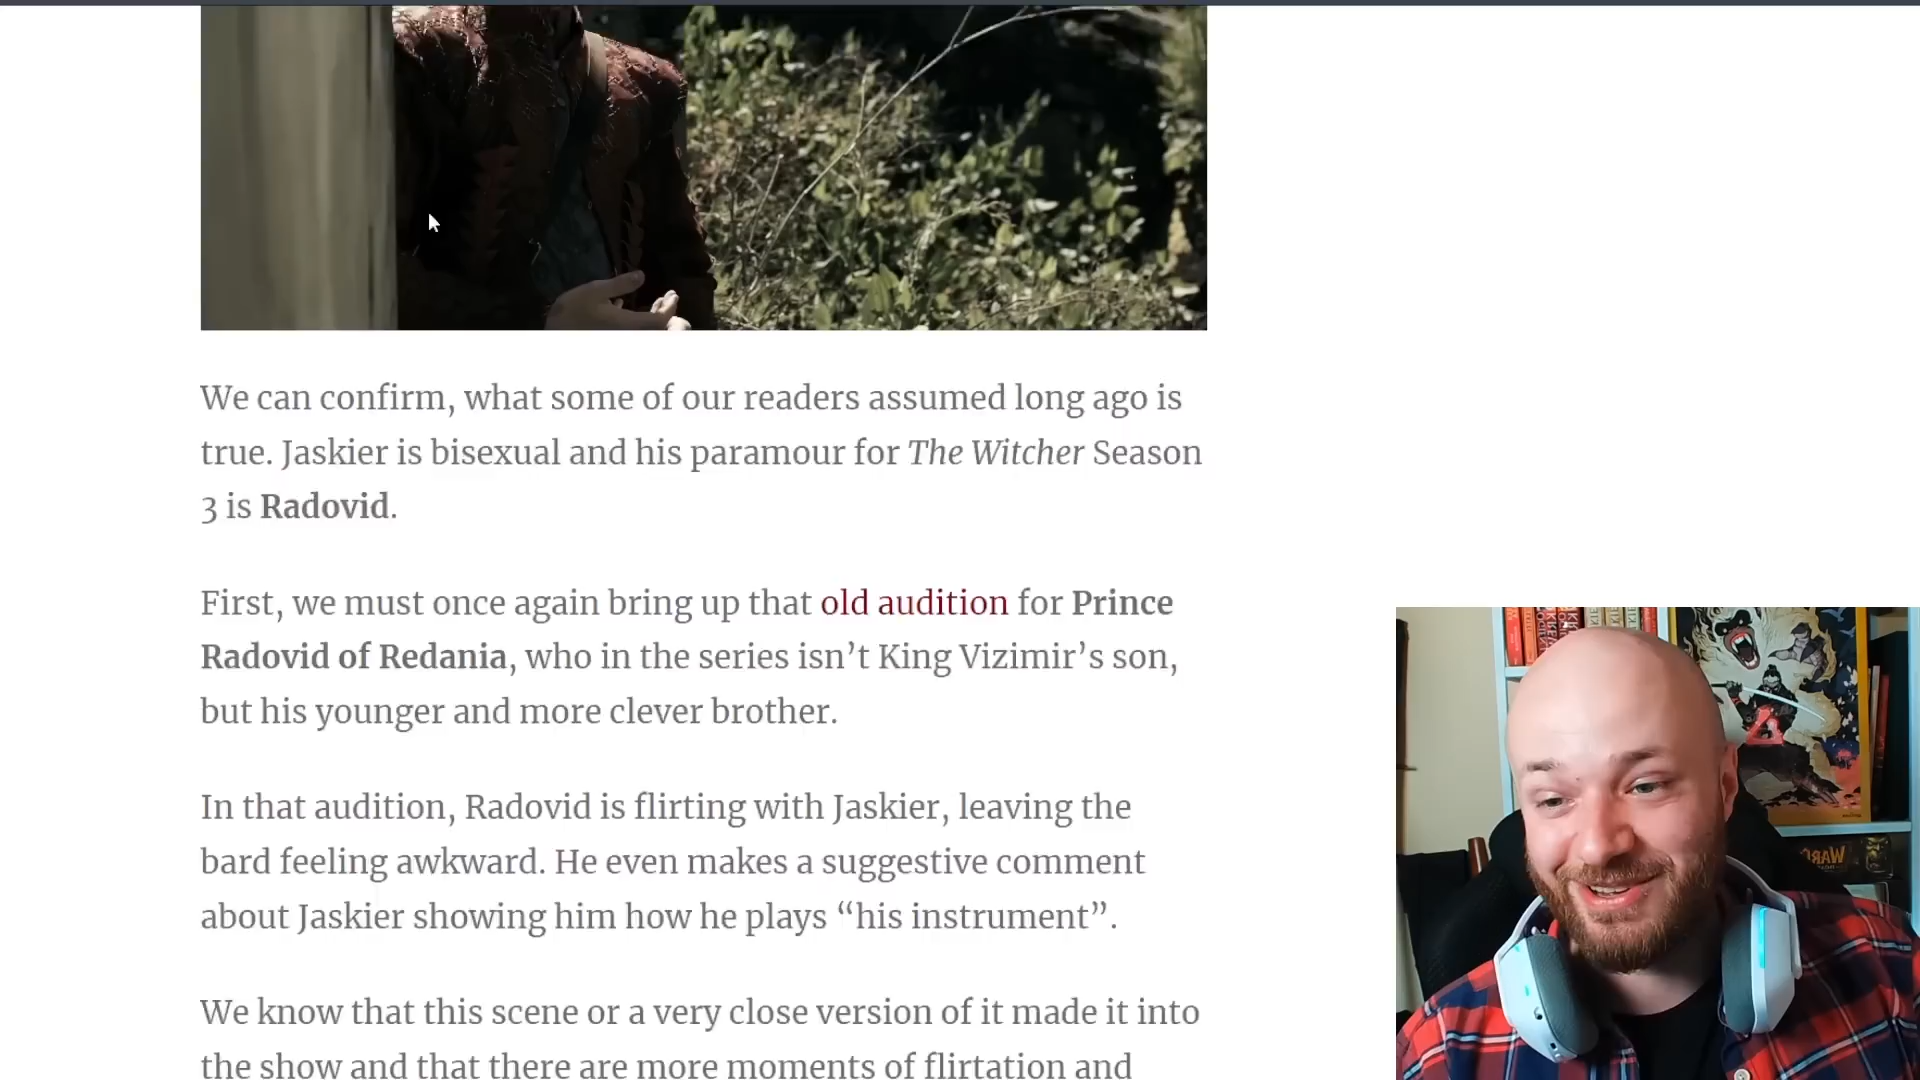 We can confirm, what some of our readers assumed long ago is
true. Jaskier is bisexual and his paramour for The Witcher Season
3 is Radovid.
First, we must once again bring up that old audition for Prince
Radovid of Redania, who in the series isn’t King Vizimir’s son,
but his younger and more clever brother.
In that audition, Radovid is flirting with Jaskier, leaving the
bard feeling awkward. He even makes a suggestive comment
about Jaskier showing him how he plays “his instrument”.
We know that this scene or a very close version of it made it into
the show and that there are more moments of flirtation and